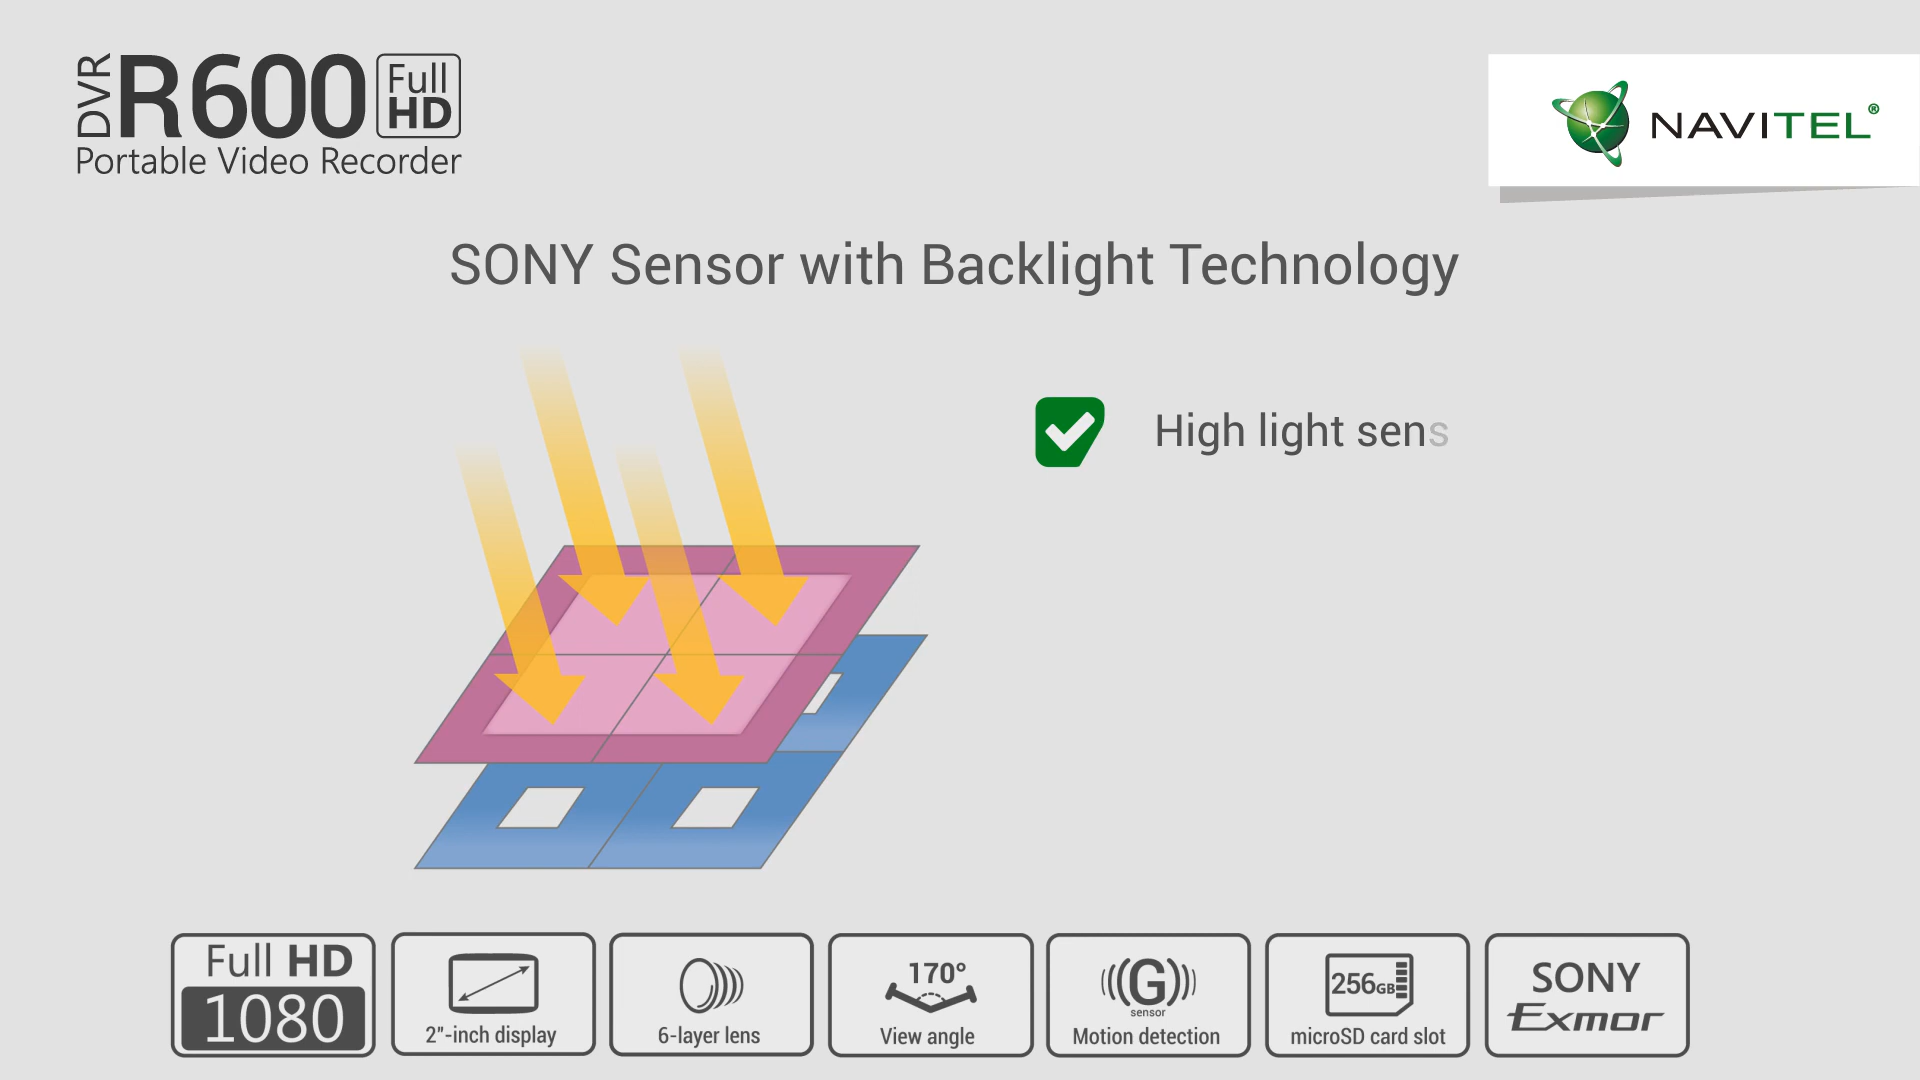 DVR R600 Full HD
Portable Video Recorder
NAVITEL®
SONY Sensor with Backlight Technology
High light sens
Full HD
1080
2"-inch display
6-layer lens
170°
View angle
G
sensor
Motion detection
256GB
microSD card slot
SONY
Exmor